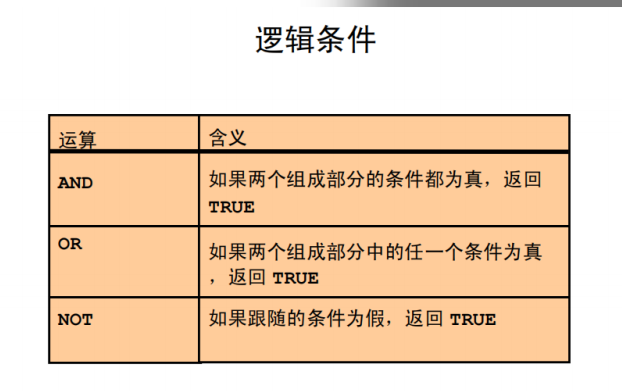 逻辑条件
运算
含义
AND
如果两个组成部分的条件都为真，返回
TRUE
OR
如果两个组成部分中的任一个条件为真
，返回 TRUE
NOT
如果跟随的条件为假，返回 TRUE